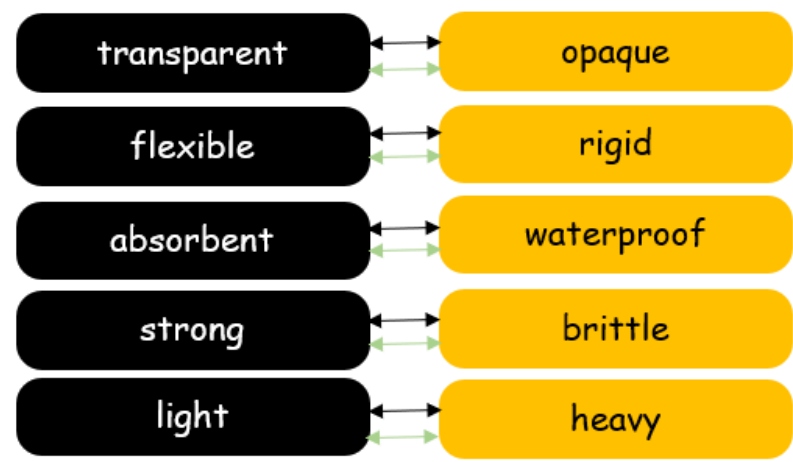 transparent opaque
flexible rigid
absorbent waterproof
strong brittle
light heavy